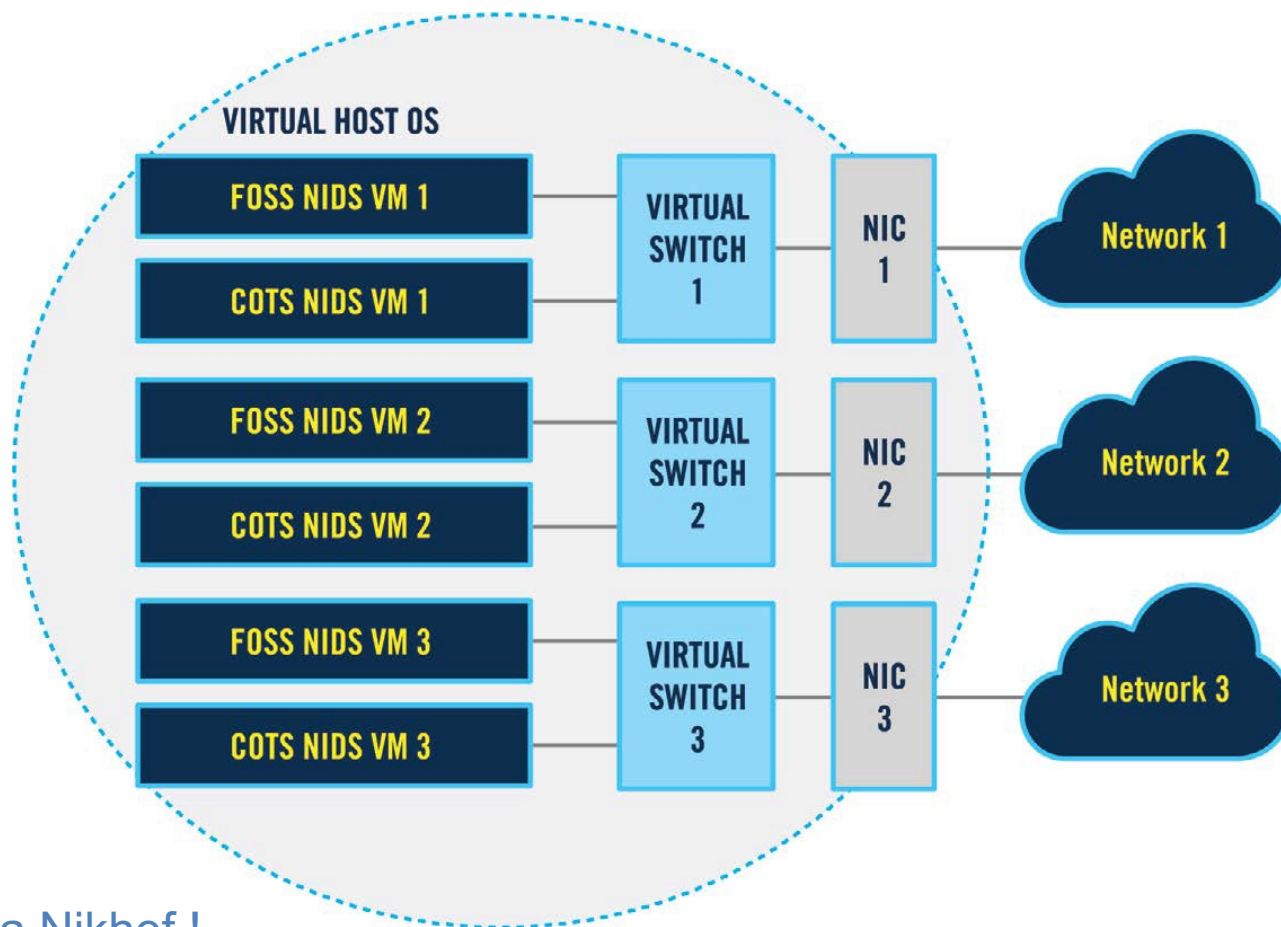 VIRTUAL HOST OS
FOSS NIDS VM 1
COTS NIDS VM 1
VIRTUAL
SWITCH
1
NIC
1
Network 1
FOSS NIDS VM 2
COTS NIDS VM 2
VIRTUAL
SWITCH
2
NIC
2
Network 2
FOSS NIDS VM 3
COTS NIDS VM 3
VIRTUAL
SWITCH
3
NIC
3
Network 3
Nikhef !